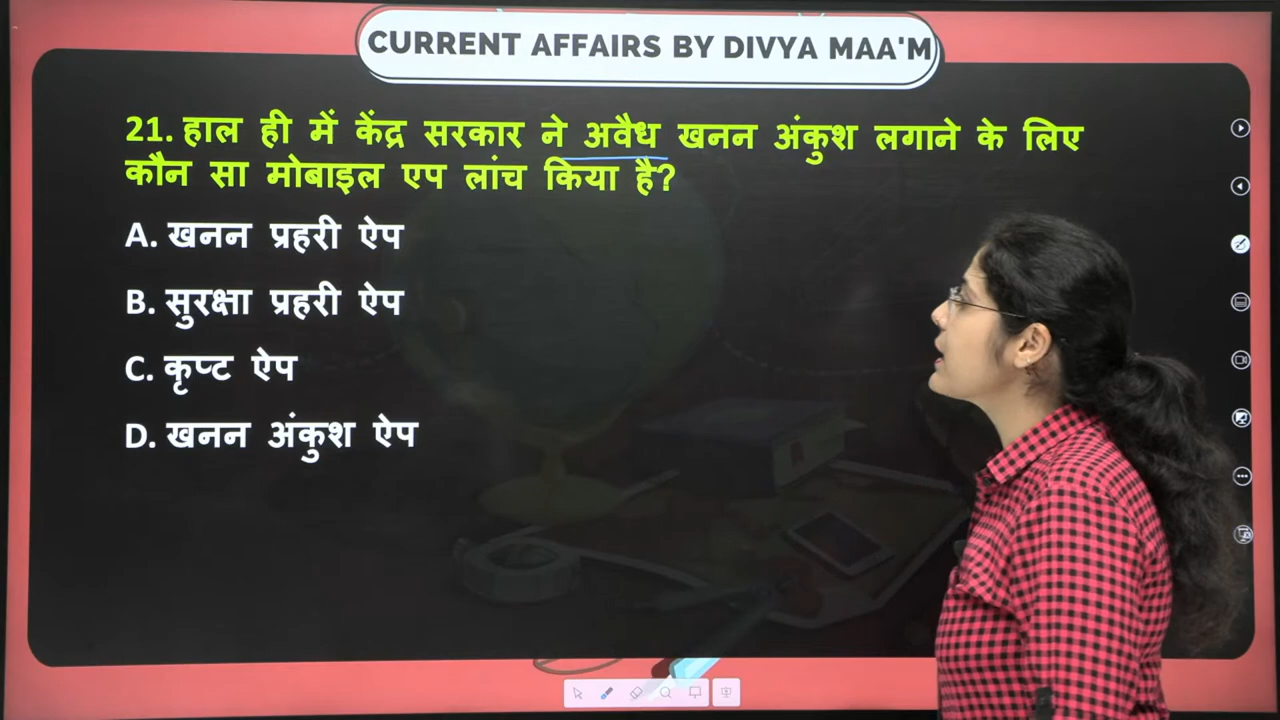 CURRENT AFFAIRS BY DIVYA MAA'M
21. हाल ही में केंद्र सरकार ने अवैध खनन अंकुश लगाने के लिए
कौन सा मोबाइल एप लांच किया है?
A. खनन प्रहरी ऐप
B. सुरक्षा प्रहरी ऐप
C. कृप्ट ऐप
D. खनन अंकुश ऐप